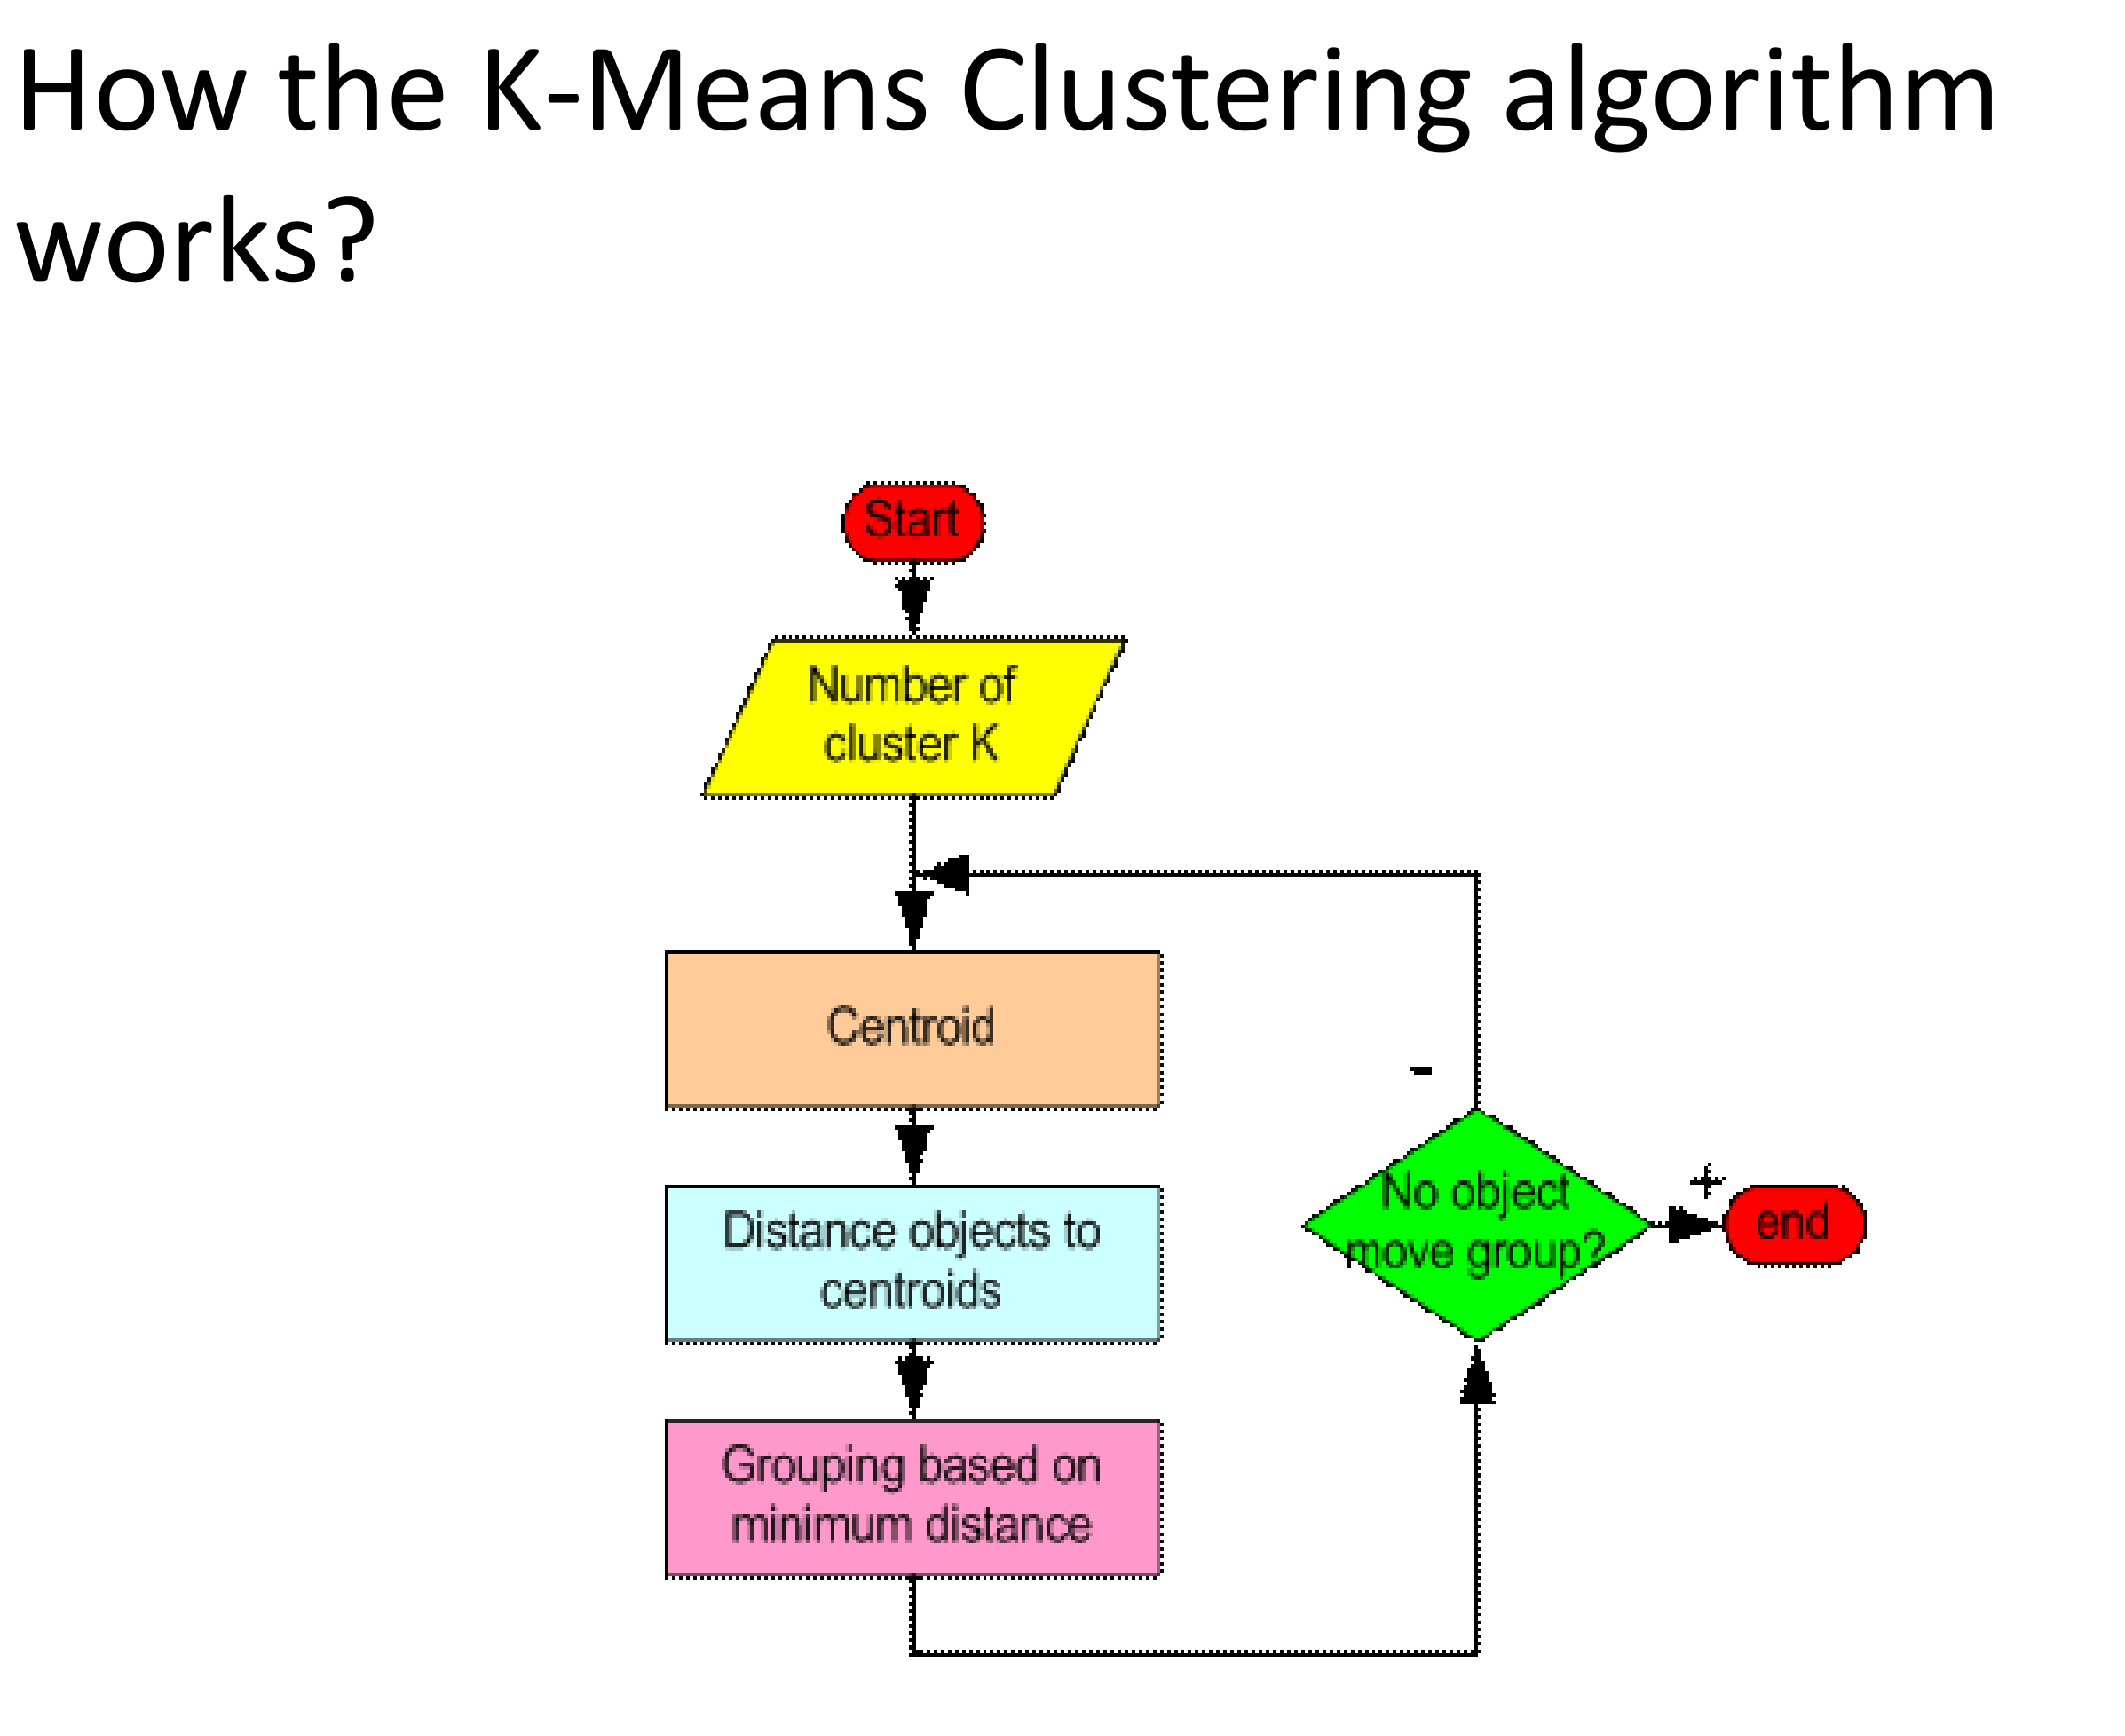 How the K-Means Clustering algorithm
works?
Start
Number of
cluster K
Centroid
-
Distance objects to
centroids
No object
move group?
+
end
Grouping based on
minimum distance